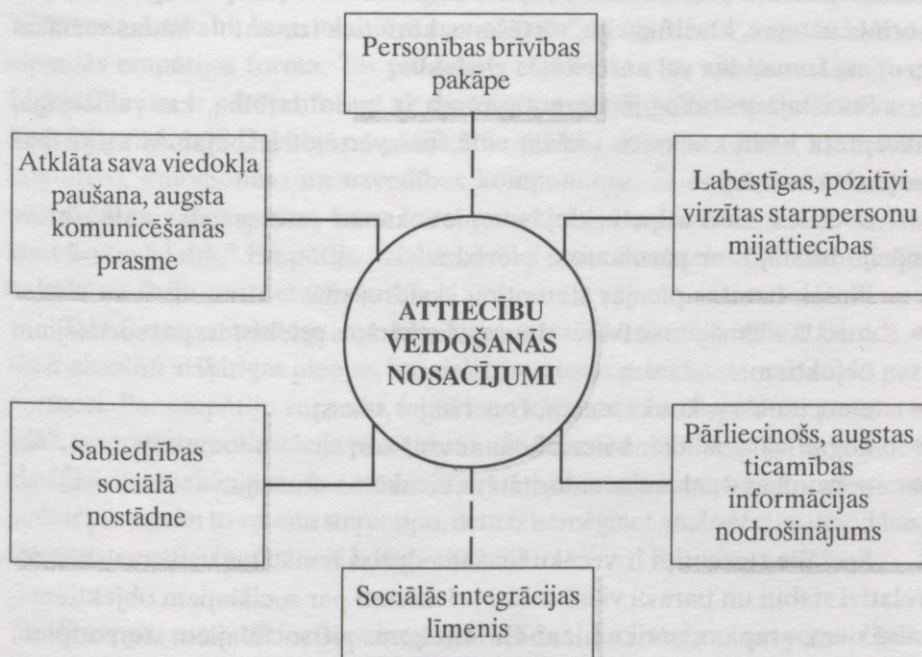 Personības brīvības
pakāpe
Atklāta sava viedokļa
paušana, augsta
komunicēšanās
prasme
Labestīgas, pozitīvi
virzītas starppersonu
mijattiecības
ATTIECĪBU
VEIDOŠANĀS
NOSACĪJUMI
Sabiedrības
sociālā
nostādne
Pārliecinošs, augstas
ticamības
informācijas
nodrošinājums
Sociālās integrācijas
līmenis